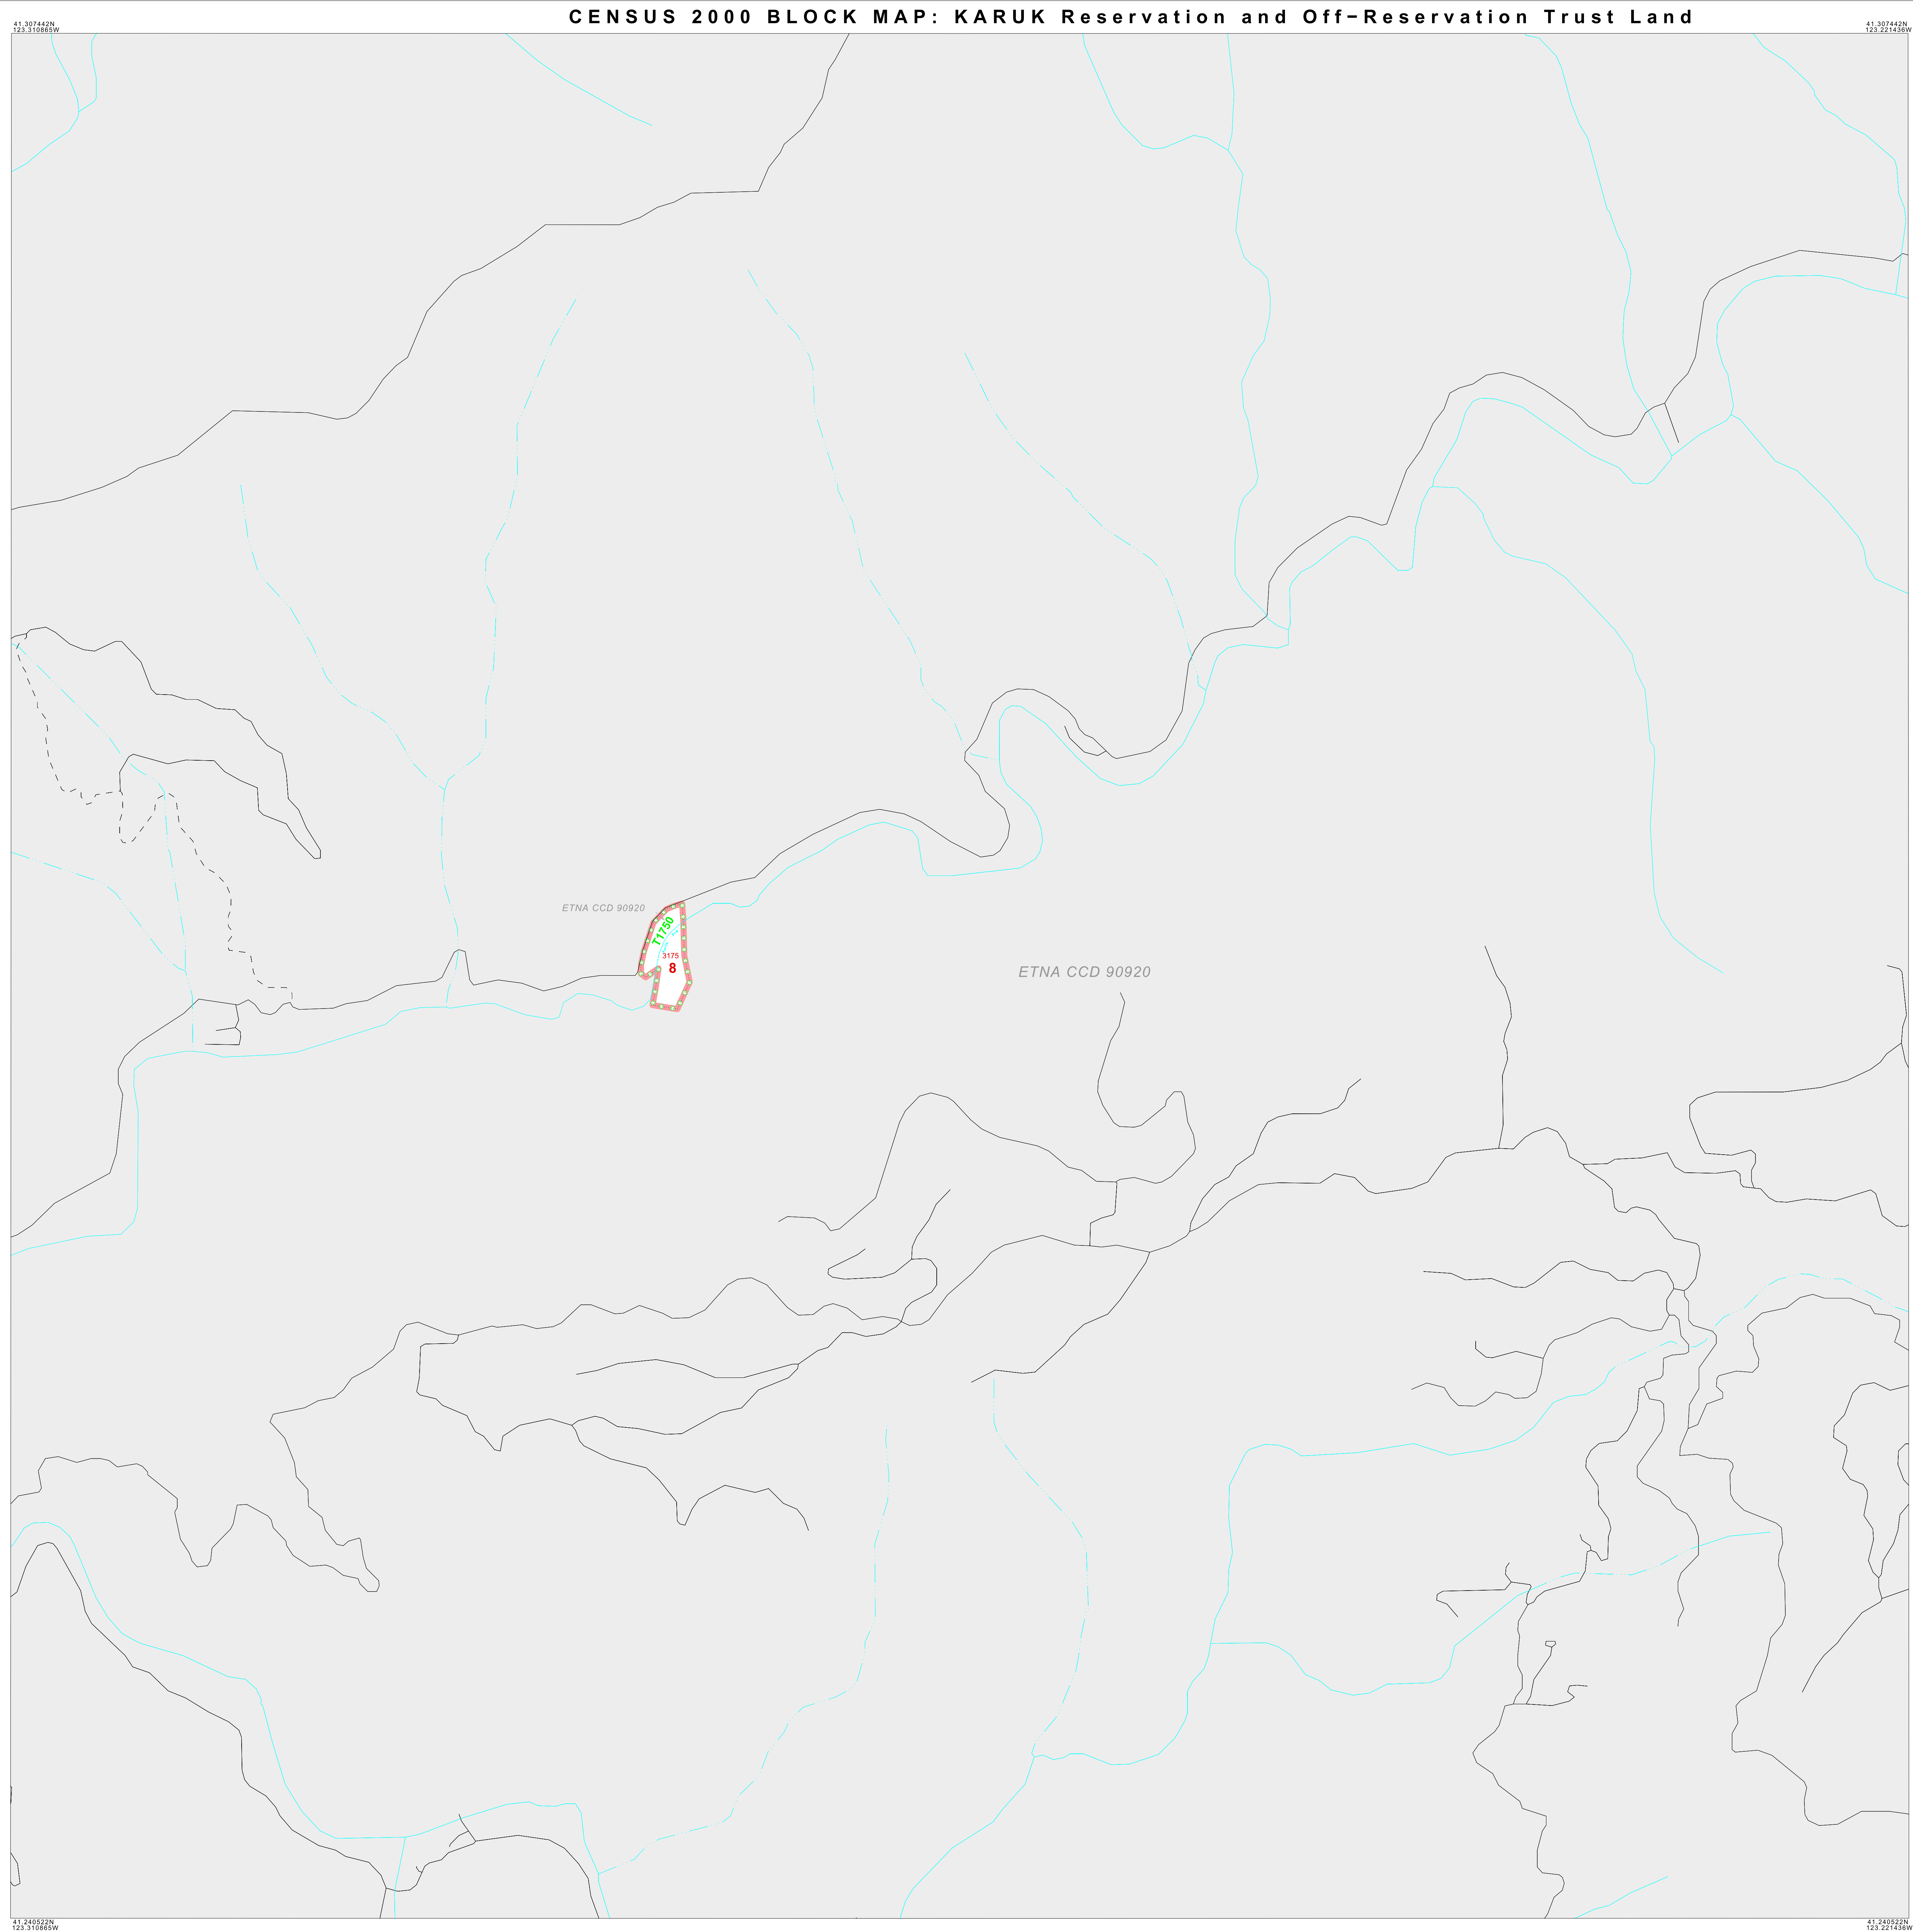 CENSUS 2000 BLOCK MAP: KARUK Reservation and Off−Reservation Trust Land
41.307442N
123.310865W
41.307442N
123.221436W
ETNA CCD 90920
T1750
3175
8
ETNA CCD 90920
41.240522N
123.310865W
41.240522N
123.221436W